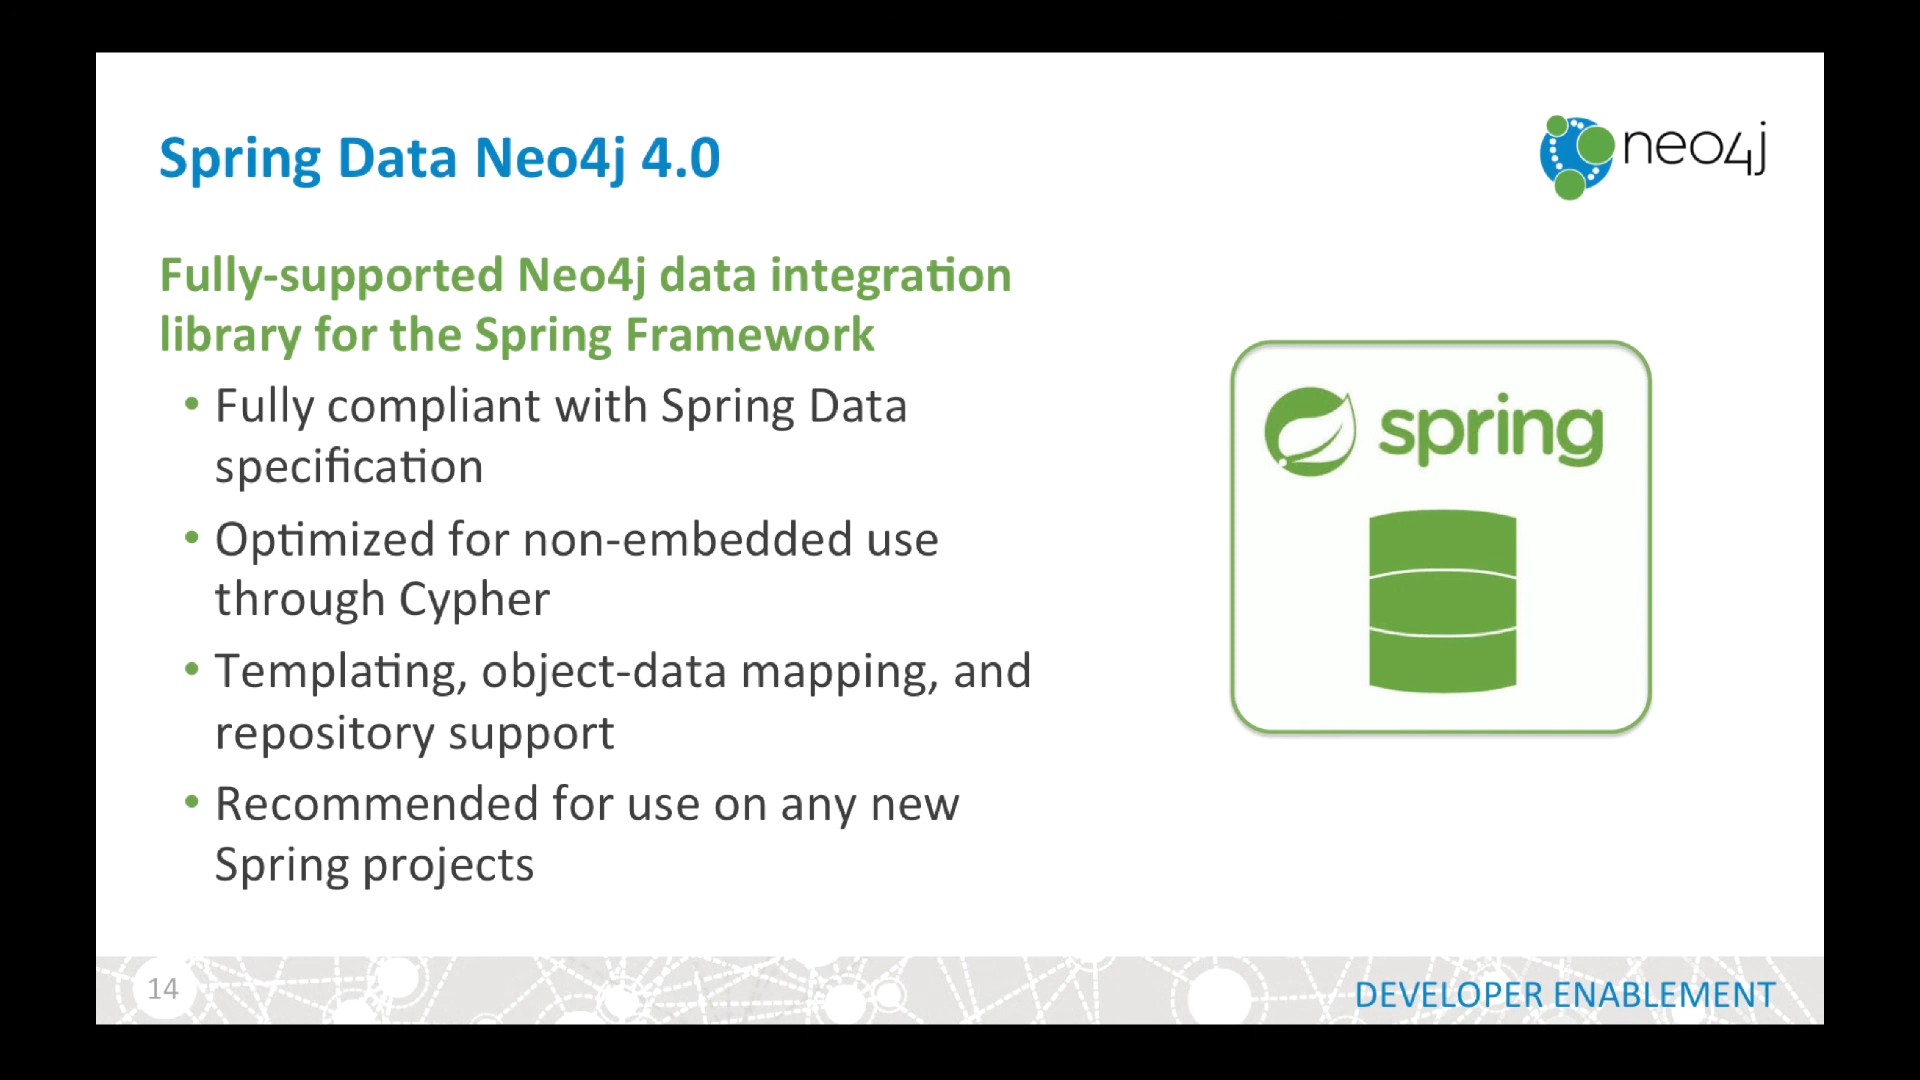 Spring Data Neo4j 4.0
neo4j
Fully-supported Neo4j data integration
library for the Spring Framework
• Fully compliant with Spring Data
specification
• Optimized for non-embedded use
through Cypher
• Templating, object-data mapping, and
repository support
• Recommended for use on any new
Spring projects
spring
14
DEVELOPER ENABLEMENT